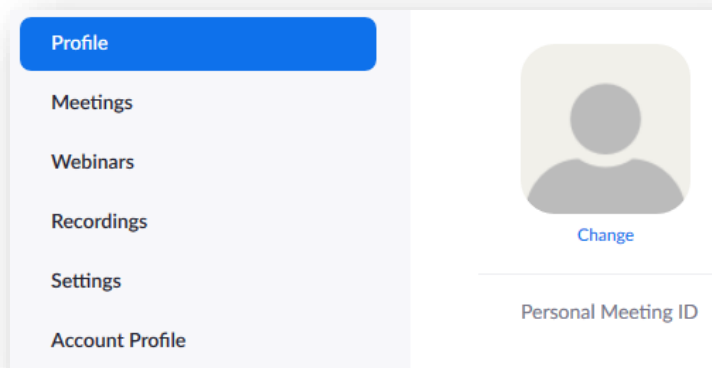 Profile
Meetings
Webinars
Recordings
Settings
Account Profile
Change
Personal Meeting ID